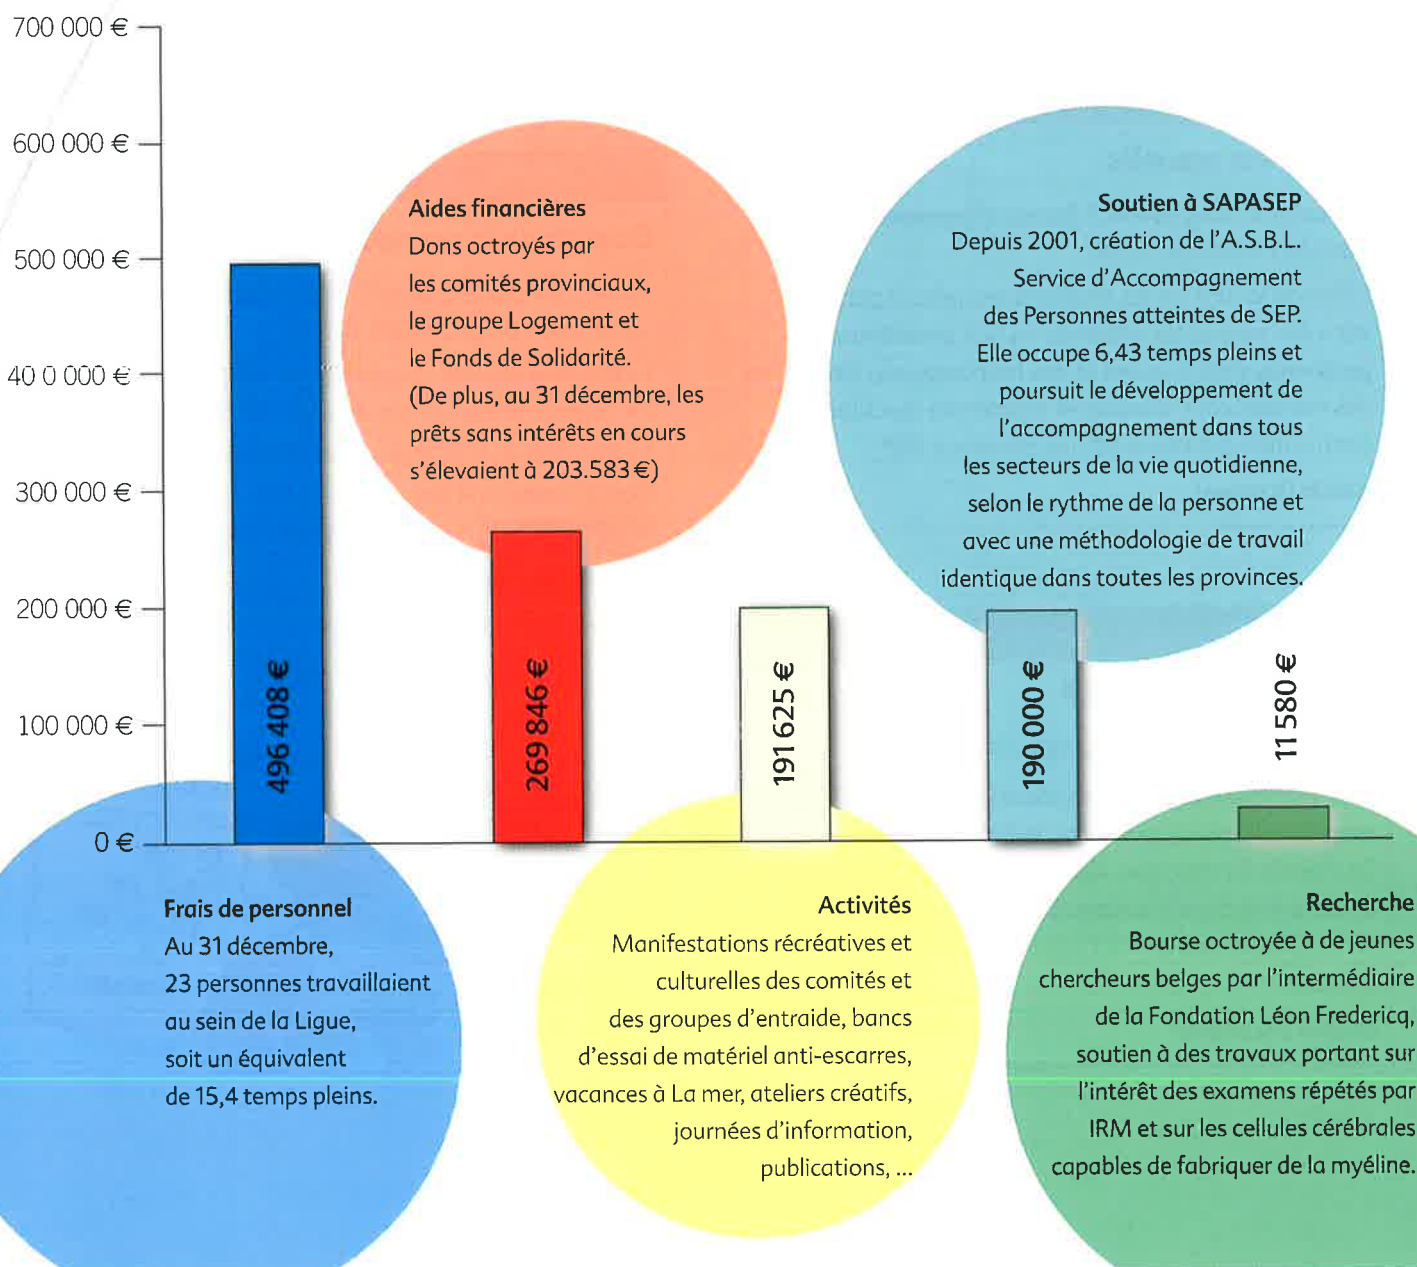 700 000 €
600 000 €
500 000 €
40 0 000 €
300 000 €
200 000 €
100 000 €
0 €
Aides financières
Dons octroyés par
les comités provinciaux,
le groupe Logement et
le Fonds de Solidarité.
(De plus, au 31 décembre, les
prêts sans intérêts en cours
s'élevaient à 203.583 €)
Soutien à SAPASEP
Depuis 2001, création de l'A.S.B.L.
Service d'Accompagnement
des Personnes atteintes de SEP.
Elle occupe 6,43 temps pleins et
poursuit le développement de
l'accompagnement dans tous
les secteurs de la vie quotidienne,
selon le rythme de la personne et
avec une méthodologie de travail
identique dans toutes les provinces.
496 408 €
269 846 €
191 625 €
190 000 €
11 580 €
Frais de personnel
Au 31 décembre,
23 personnes travaillaient
au sein de la Ligue,
soit un équivalent
de 15,4 temps pleins.
Activités
Manifestations récréatives et
culturelles des comités et
des groupes d'entraide, bancs
d'essai de matériel anti-escarres,
vacances à La mer, ateliers créatifs,
journées d'information,
publications, ...
Recherche
Bourse octroyée à de jeunes
chercheurs belges par l'intermédiaire
de la Fondation Léon Fredericq,
soutien à des travaux portant sur
l'intérêt des examens répétés par
IRM et sur les cellules cérébrales
capables de fabriquer de la myéline.